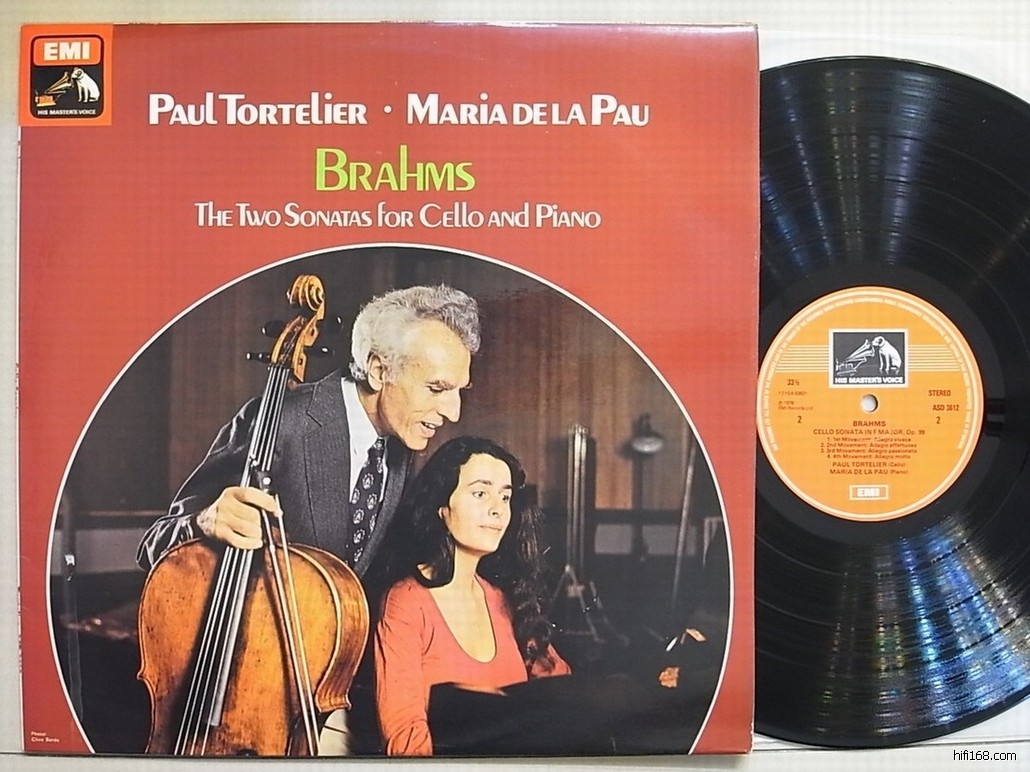 EMI
HIS MASTER'S VOICE
PAUL TORTELIER · MARIA DE LA PAU
BRAHMS
THE TWO SONATAS FOR CELLO AND PIANO
Photo:
Clive Barda
HIS MASTER'S VOICE
33⅓
STEREO
ASD 3612
2
2
BRAHMS
CELLO SONATA IN F MAJOR, Op. 99
1. 1st Movement: Allegro vivace
2. 2nd Movement: Adagio affettuoso
3. 3rd Movement: Allegro passionato
4. 4th Movement: Allegro molto
PAUL TORTELIER (Cello)
MARIA DE LA PAU (Piano)
EMI
hifi168.com